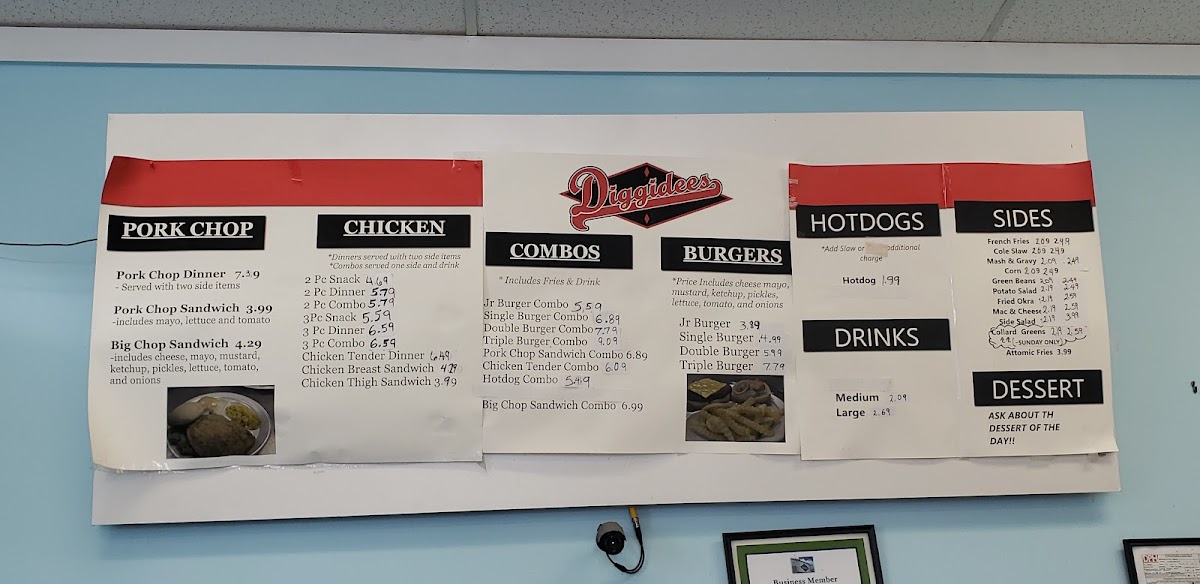 Diggidees
PORK CHOP
Pork Chop Dinner 7.39
- Served with two side items
Pork Chop Sandwich 3.99
-includes mayo, lettuce and tomato
Big Chop Sandwich 4.29
-includes cheese, mayo, mustard,
ketchup, pickles, lettuce, tomato,
and onions
CHICKEN
*Dinners served with two side items
*Combos served one side and drink
2 Pc Snack 4.69
2 Pc Dinner 5.79
2 Pc Combo 5.79
3Pc Snack 5.59
3 Pc Dinner 6.59
3 Pc Combo 6.59
Chicken Tender Dinner 6.49
Chicken Breast Sandwich 4.29
Chicken Thigh Sandwich 3.99
COMBOS
* Includes Fries & Drink
Jr Burger Combo 5.59
Single Burger Combo 6.89
Double Burger Combo 7.79
Triple Burger Combo 9.09
Pork Chop Sandwich Combo 6.89
Chicken Tender Combo 6.09
Hotdog Combo 5.49
Big Chop Sandwich Combo 6.99
BURGERS
*Price Includes cheese mayo,
mustard, ketchup, pickles,
lettuce, tomato, and onions
Jr Burger 3.89
Single Burger 4.99
Double Burger 5.99
Triple Burger 7.79
HOTDOGS
*Add Slaw or additional
charge
Hotdog 1.99
DRINKS
Medium 2.09
Large 2.69
SIDES
French Fries 2.09 2.49
Cole Slaw 2.09 2.49
Mash & Gravy 2.09 2.49
Corn 2.09 2.49
Green Beans 2.09 2.49
Potato Salad 2.19 2.49
Fried Okra 2.19 2.59
Mac & Cheese 2.19 2.59
Side Salad 2.19 3.99
Collard Greens 2.19 2.59
(-SUNDAY ONLY)
Attomic Fries 3.99
DESSERT
ASK ABOUT TH
DESSERT OF THE
DAY!!
Business Member